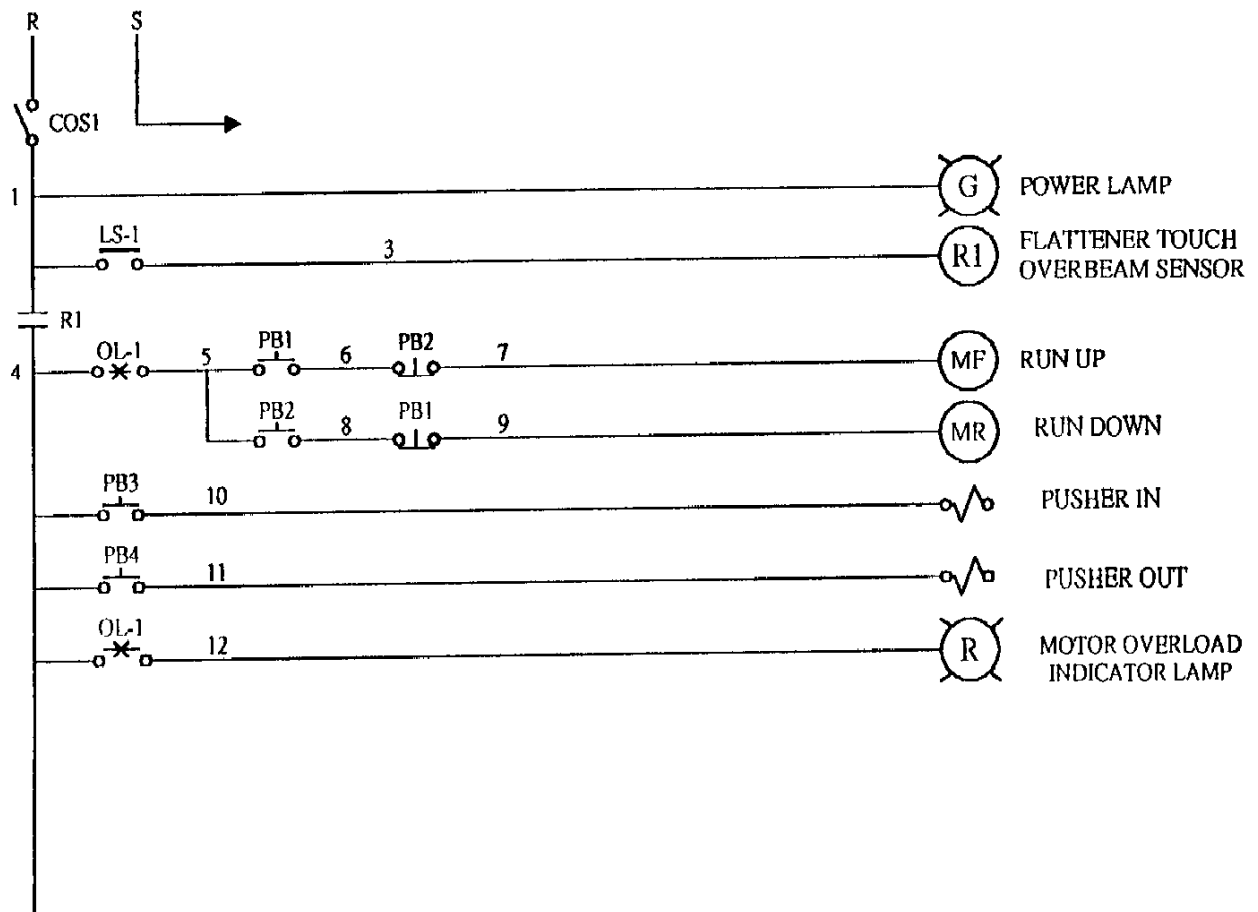 R S
COS1
1 G POWER LAMP
LS-1 3 R1 FLATTENER TOUCH
OVERBEAM SENSOR
R1
4 OL-1 5 PB1 6 PB2 7 MF RUN UP
PB2 8 PB1 9 MR RUN DOWN
PB3 10 PUSHER IN
PB4 11 PUSHER OUT
OL-1 12 R MOTOR OVERLOAD
INDICATOR LAMP